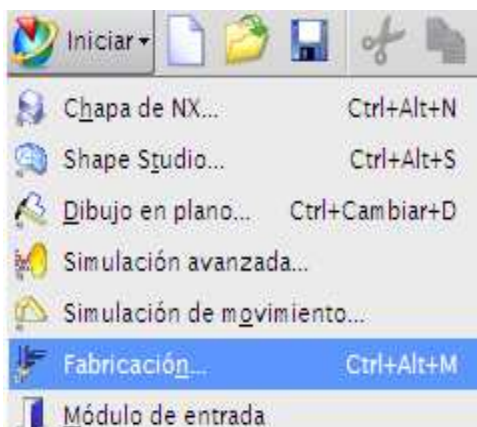 Iniciar
Chapa de NX... Ctrl+Alt+N
Shape Studio... Ctrl+Alt+S
Dibujo en plano... Ctrl+Cambiar+D
Simulación avanzada...
Simulación de movimiento...
Fabricación... Ctrl+Alt+M
Módulo de entrada